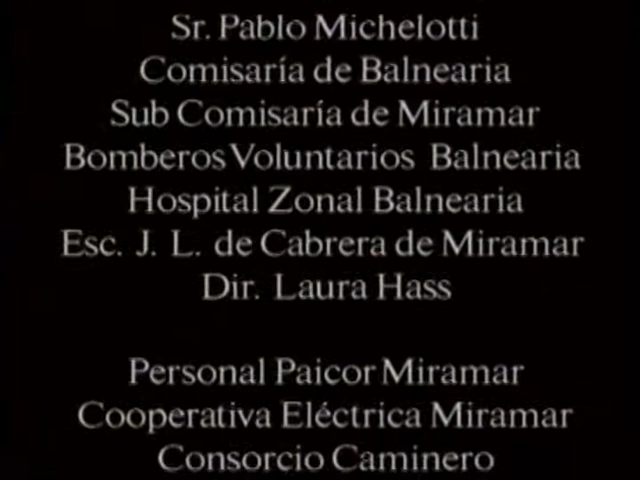 Sr. Pablo Michelotti
Comisaría de Balnearia
Sub Comisaría de Miramar
Bomberos Voluntarios Balnearia
Hospital Zonal Balnearia
Esc. J. L. de Cabrera de Miramar
Dir. Laura Hass
Personal Paicor Miramar
Cooperativa Eléctrica Miramar
Consorcio Caminero